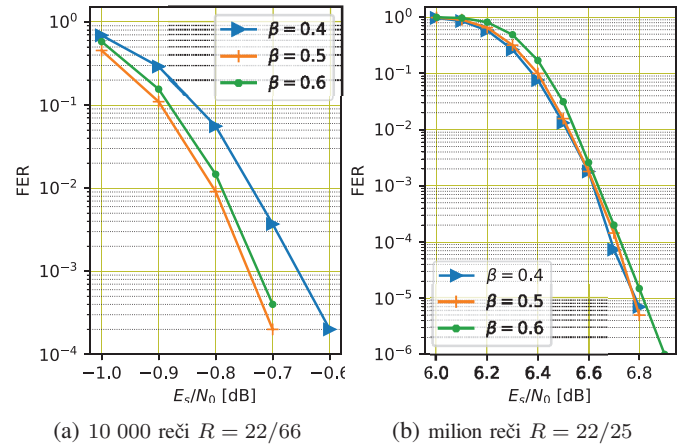 10⁰
10⁻¹
10⁻²
10⁻³
10⁻⁴
FER
β = 0.4
β = 0.5
β = 0.6
−1.0 −0.9 −0.8 −0.7 −0.6
Eₛ/N₀ [dB]
(a) 10 000 reči R = 22/66
10⁰
10⁻¹
10⁻²
10⁻³
10⁻⁴
10⁻⁵
10⁻⁶
FER
β = 0.4
β = 0.5
β = 0.6
6.0 6.2 6.4 6.6 6.8
Eₛ/N₀ [dB]
(b) milion reči R = 22/25